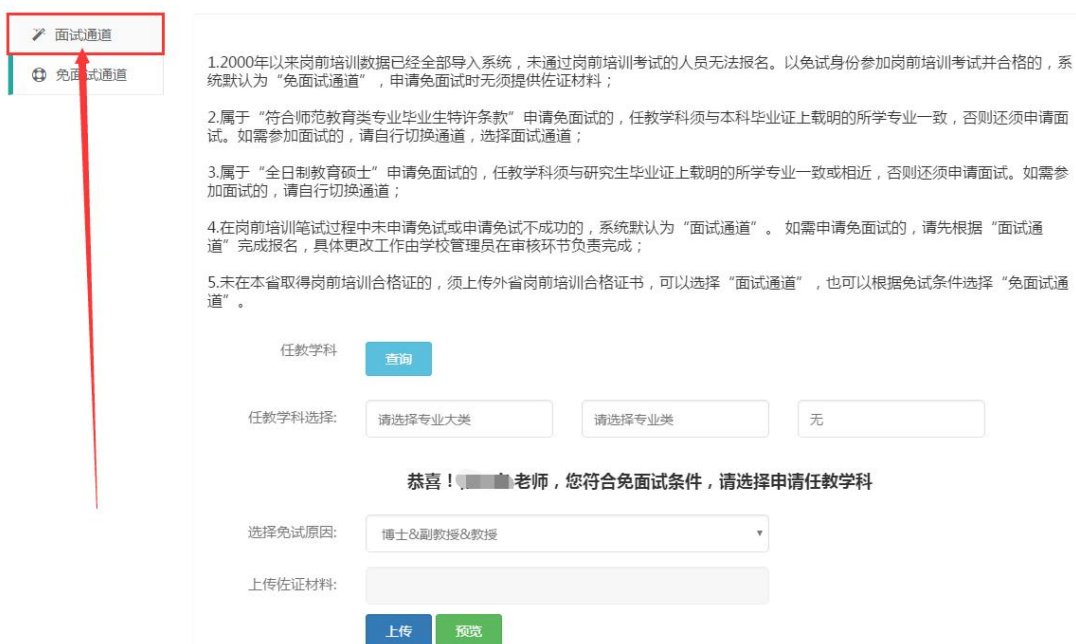 面试通道
免面试通道
1.2000年以来岗前培训数据已经全部导入系统，未通过岗前培训考试的人员无法报名。以免试身份参加岗前培训考试并合格的，系
统默认为“免面试通道”，申请免面试时无须提供佐证材料；
2.属于“符合师范教育类专业毕业生特许条款”申请免面试的，任教学科须与本科毕业证上载明的所学专业一致，否则还须申请面
试。如需参加面试的，请自行切换通道，选择面试通道；
3.属于“全日制教育硕士”申请免面试的，任教学科须与研究生毕业证上载明的所学专业一致或相近，否则还须申请面试。如需参
加面试的，请自行切换通道；
4.在岗前培训笔试过程中未申请免试或申请免试不成功的，系统默认为“面试通道”。 如需申请免面试的，请先根据“面试通
道”完成报名，具体更改工作由学校管理员在审核环节负责完成；
5.未在本省取得岗前培训合格证的，须上传外省岗前培训合格证书，可以选择“面试通道”，也可以根据免试条件选择“免面试通
道”。
任教学科
查询
任教学科选择:
请选择专业大类
请选择专业类
无
恭喜！老师，您符合免面试条件，请选择申请任教学科
选择免试原因:
博士&副教授&教授
上传佐证材料:
上传
预览